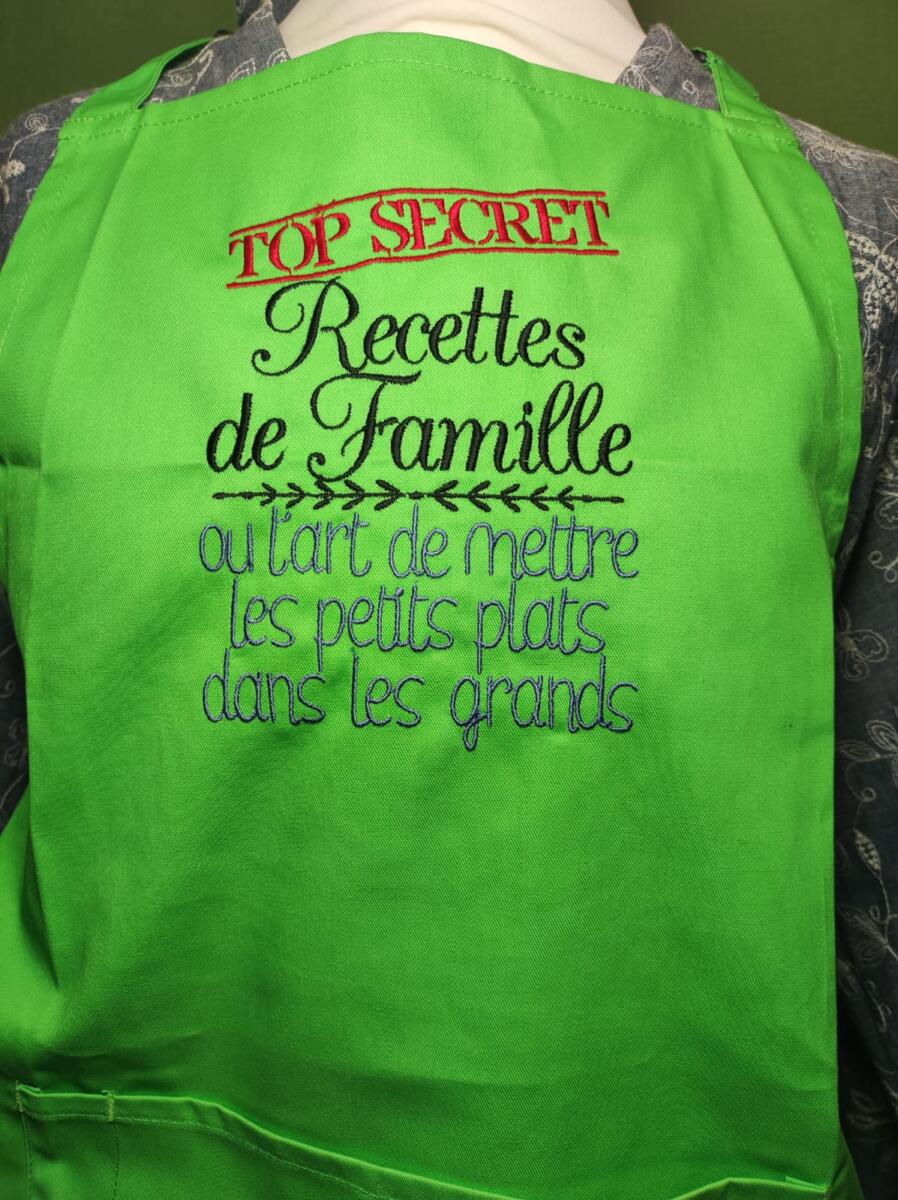 TOP SECRET
Recettes
de Famille
ou l'art de mettre
les petits plats
dans les grands